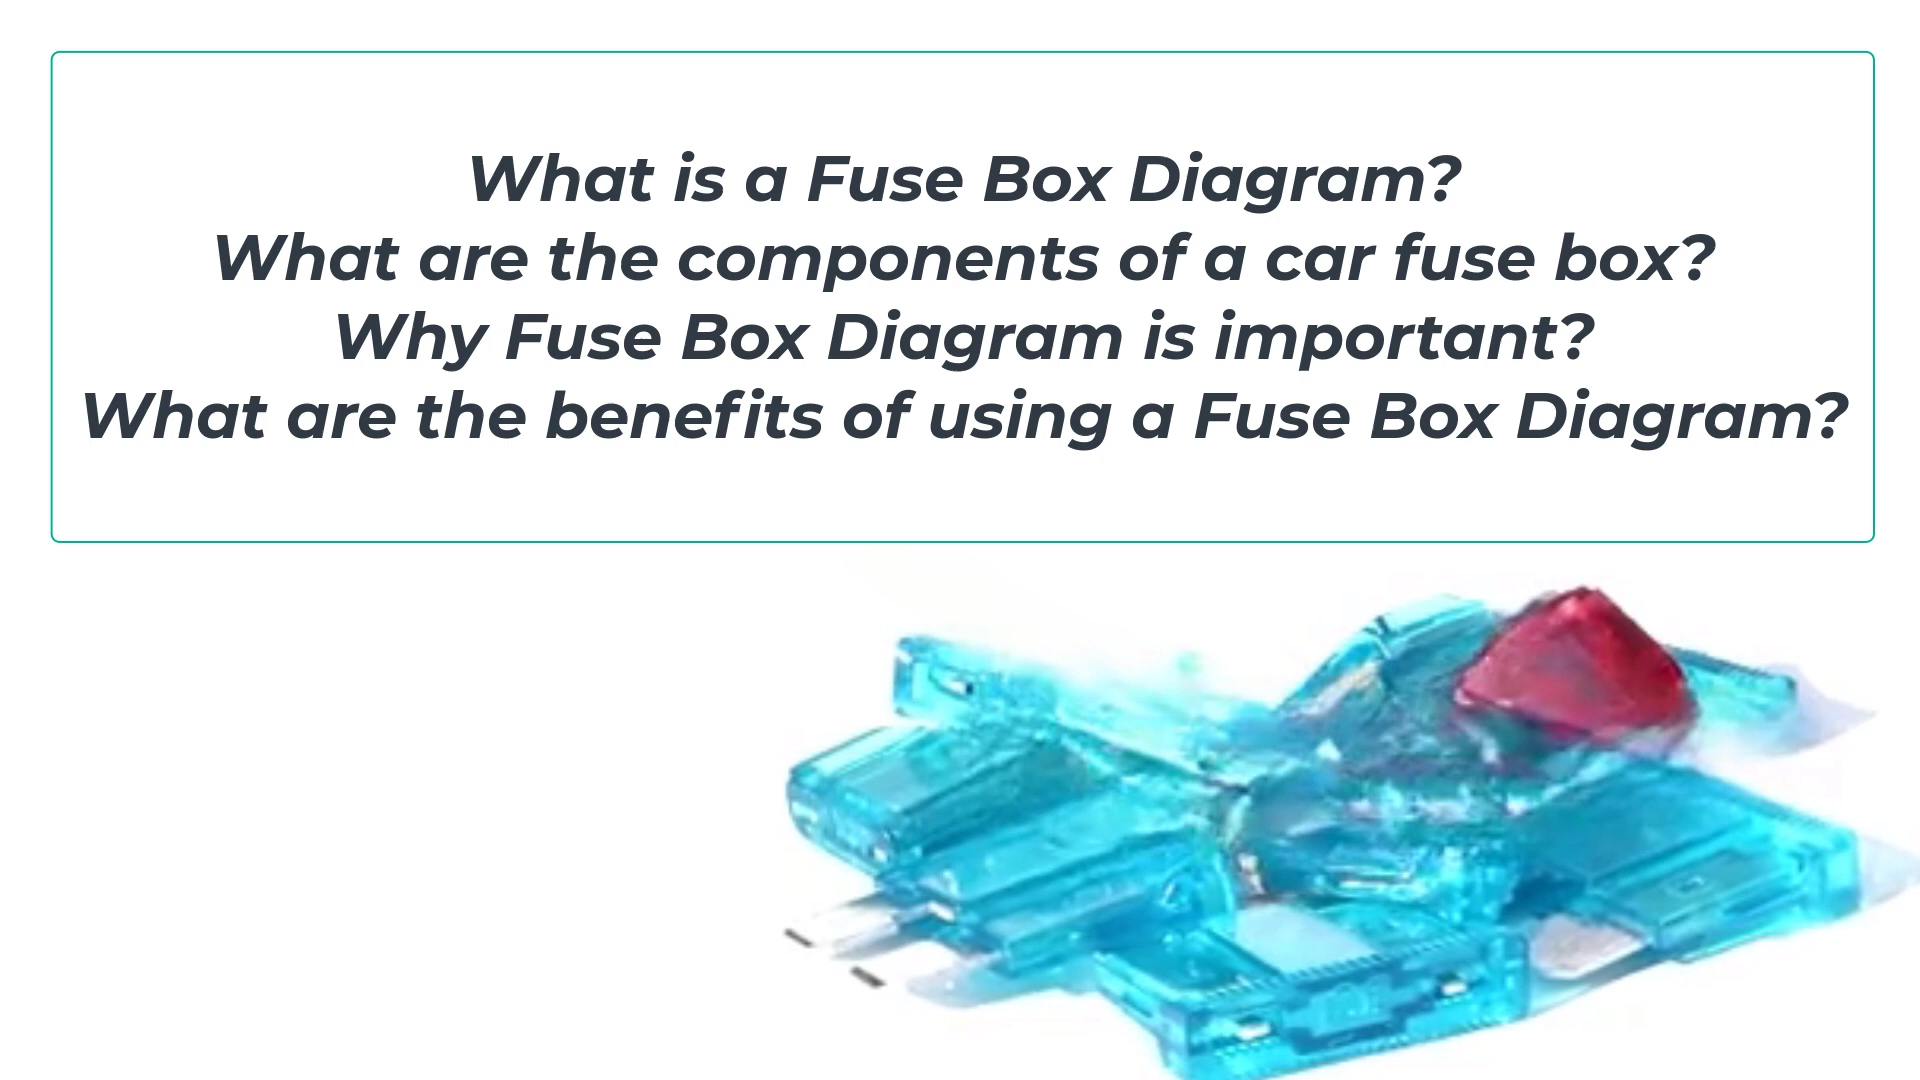 What is a Fuse Box Diagram?
What are the components of a car fuse box?
Why Fuse Box Diagram is important?
What are the benefits of using a Fuse Box Diagram?